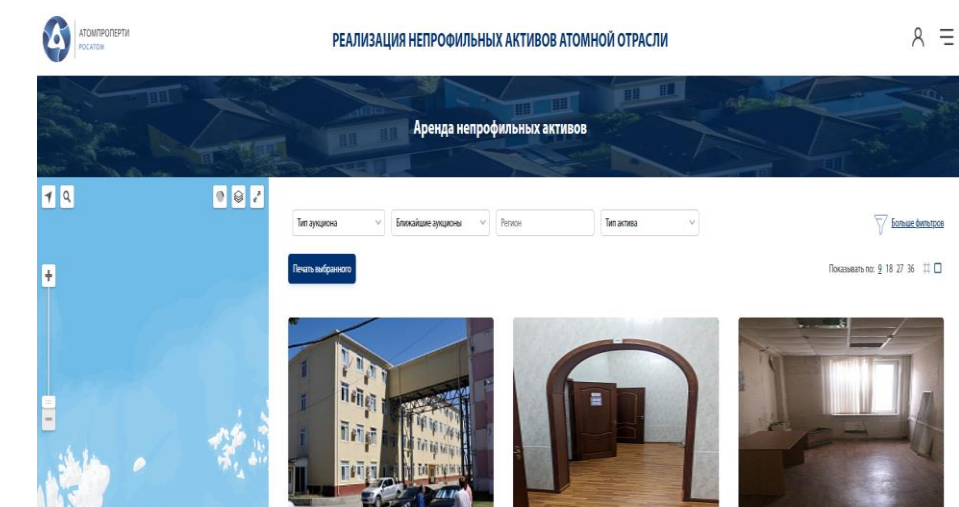 АТОМПРОПЕРТИ
РОСАТОМ
РЕАЛИЗАЦИЯ НЕПРОФИЛЬНЫХ АКТИВОВ АТОМНОЙ ОТРАСЛИ
Аренда непрофильных активов
Тип аукциона
Ближайшие аукционы
Регион
Тип актива
Больше фильтров
Печать выбранного
Показывать по: 9 18 27 36